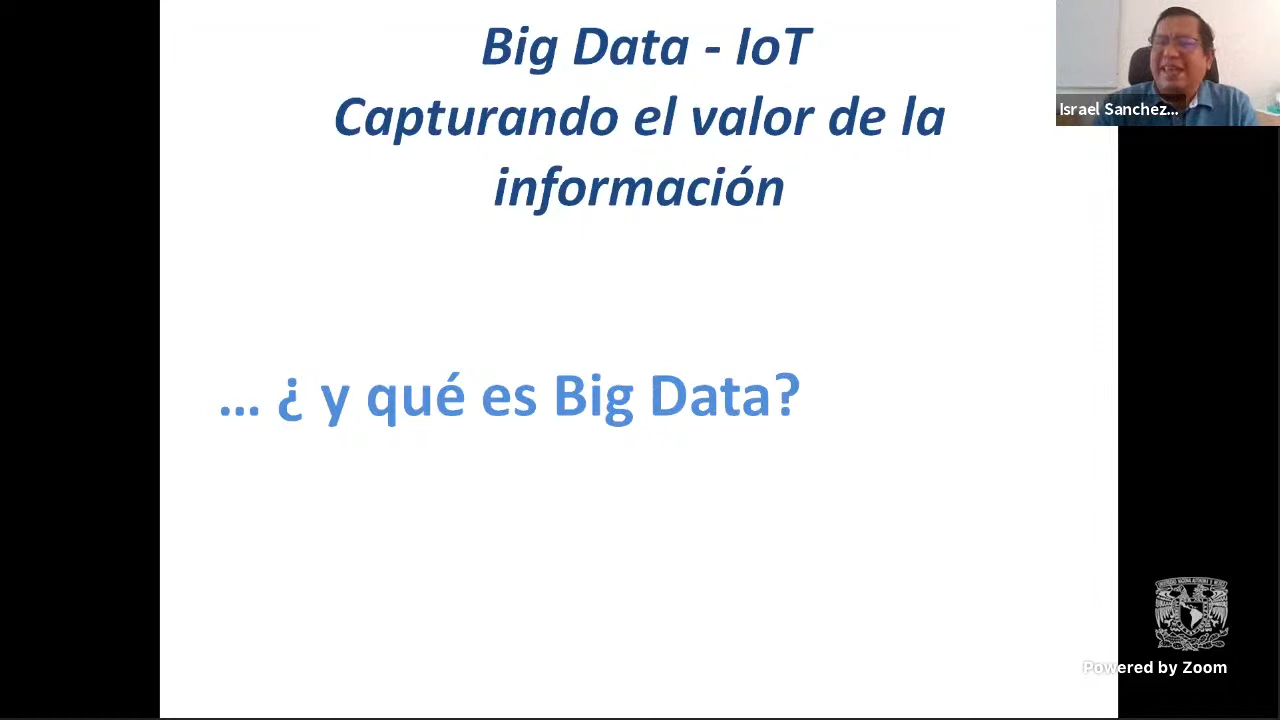 Big Data - IoT
Capturando el valor de la
información
Israel Sanchez...
... ¿ y qué es Big Data?
Powered by Zoom